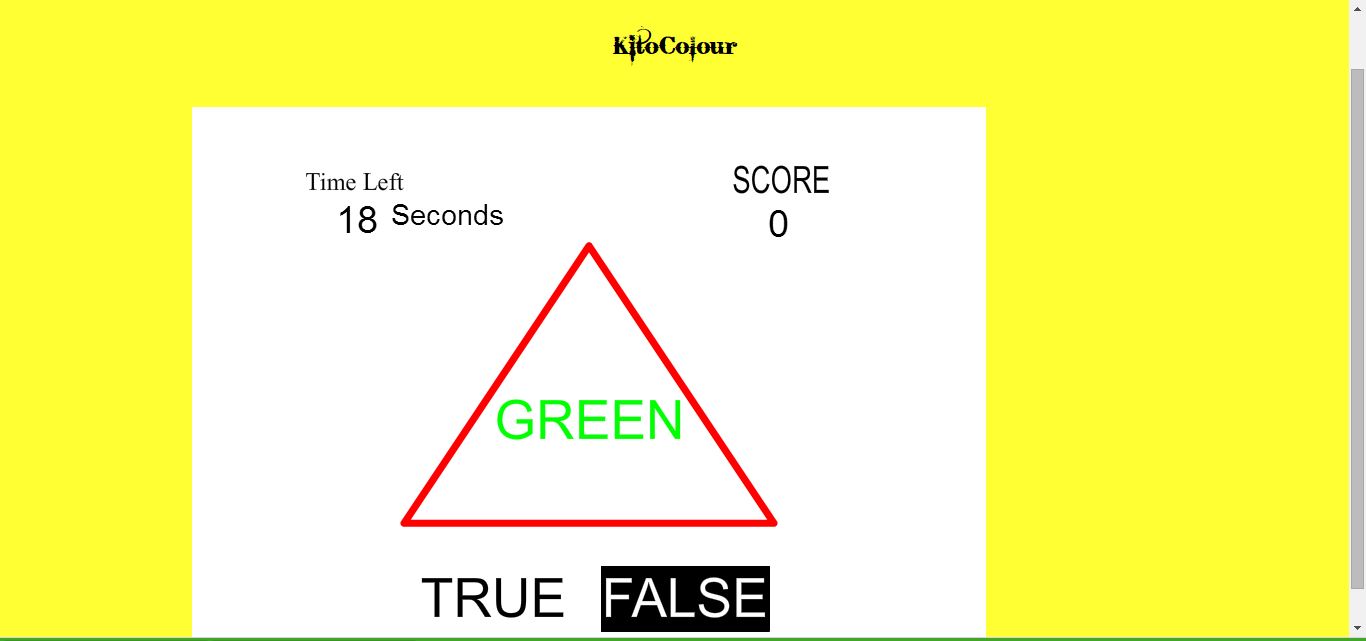 KitoColour
Time Left
18 Seconds
SCORE
0
GREEN
TRUE FALSE